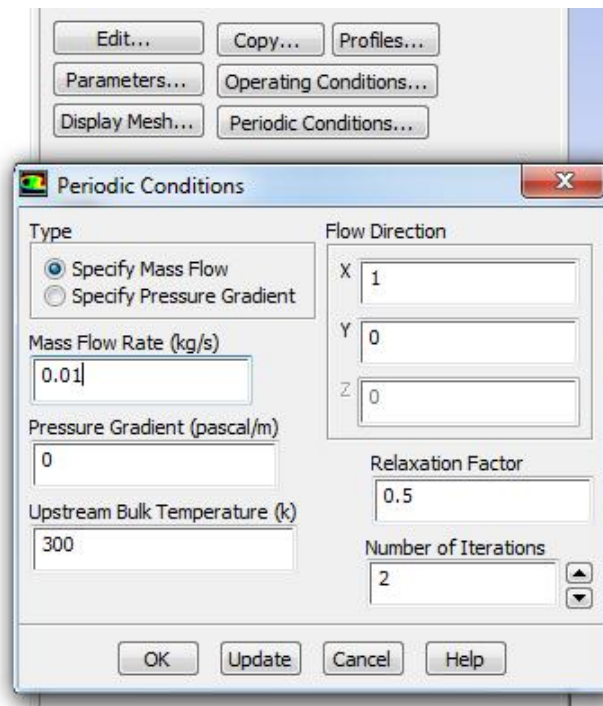 Edit...
Copy...
Profiles...
Parameters...
Operating Conditions...
Display Mesh...
Periodic Conditions...
Periodic Conditions
Type
Specify Mass Flow
Specify Pressure Gradient
Mass Flow Rate (kg/s)
0.01
Pressure Gradient (pascal/m)
0
Upstream Bulk Temperature (k)
300
Flow Direction
X
1
Y
0
Z
0
Relaxation Factor
0.5
Number of Iterations
2
OK
Update
Cancel
Help